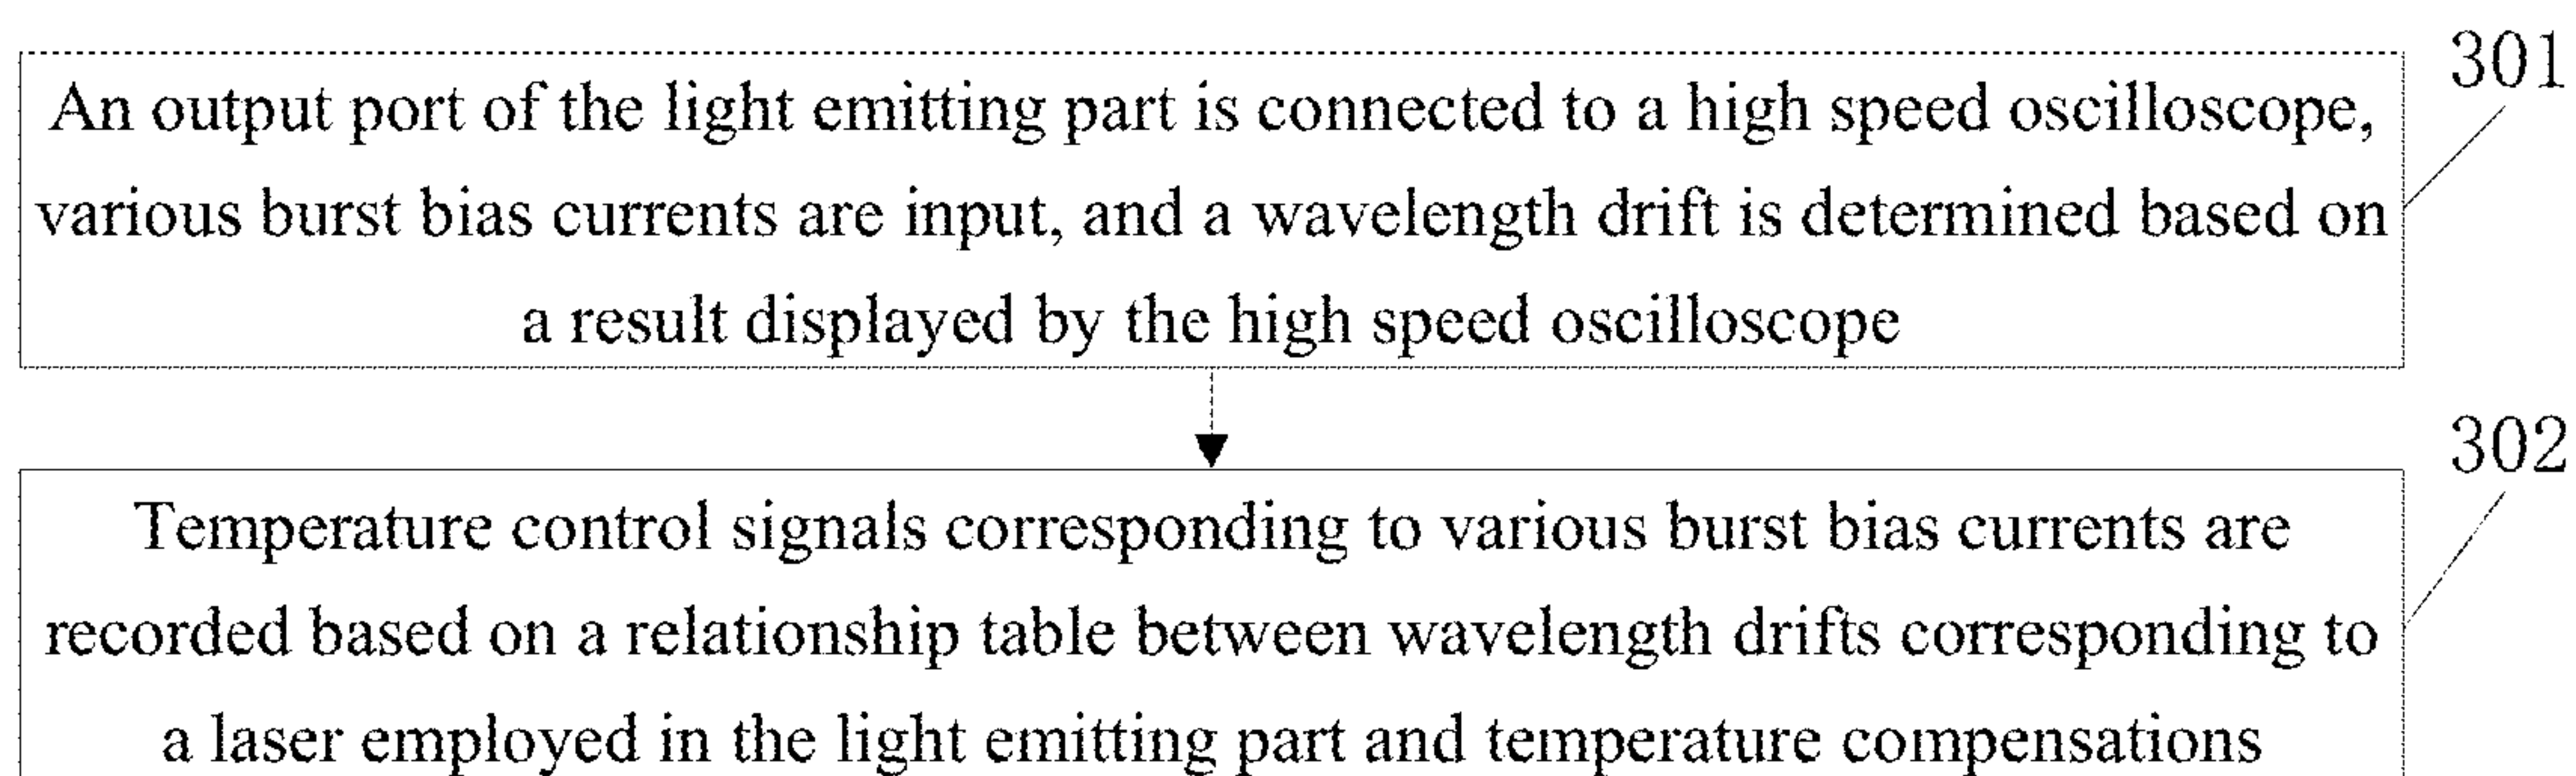 301
An output port of the light emitting part is connected to a high speed oscilloscope,
various burst bias currents are input, and a wavelength drift is determined based on
a result displayed by the high speed oscilloscope
302
Temperature control signals corresponding to various burst bias currents are
recorded based on a relationship table between wavelength drifts corresponding to
a laser employed in the light emitting part and temperature compensations